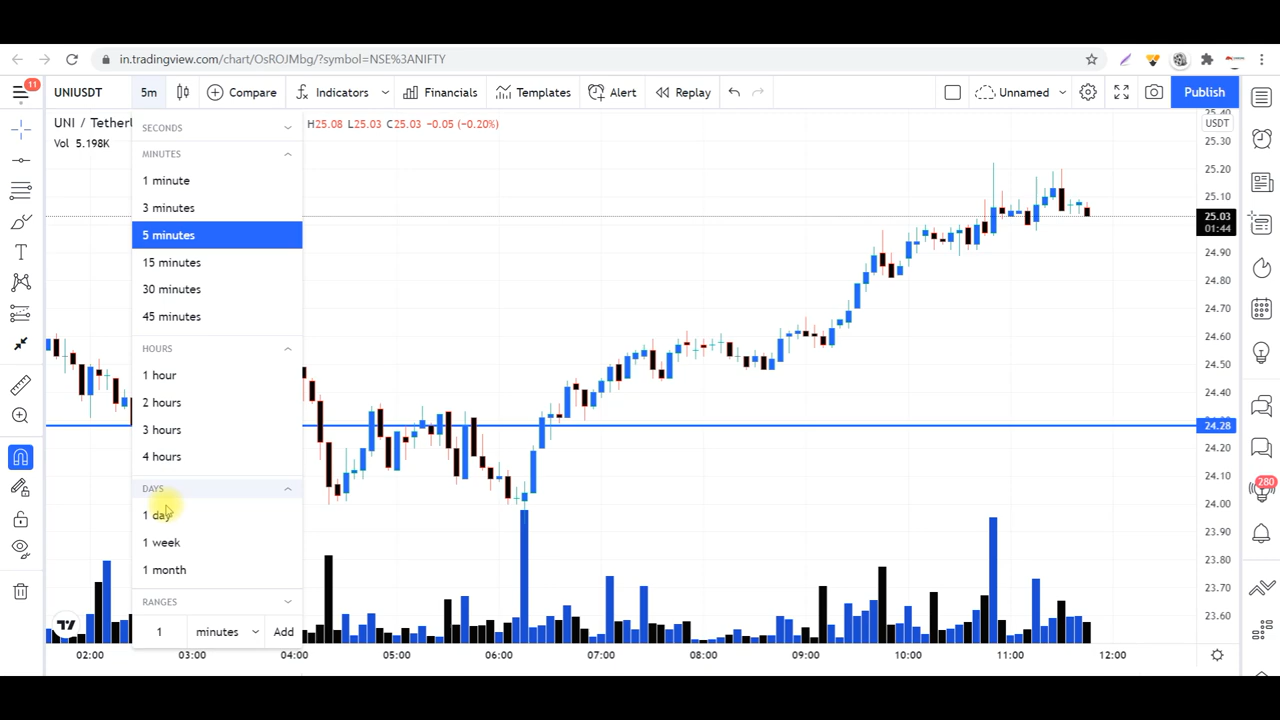 in.tradingview.com/chart/OsROJMbg/?symbol=NSE%3ANIFTY
11
UNIUSDT 5m Compare Indicators Financials Templates Alert Replay Unnamed Publish
UNI / Tether H25.08 L25.03 C25.03 −0.05 (−0.20%)
Vol 5.198K
SECONDS
MINUTES
1 minute
3 minutes
5 minutes
15 minutes
30 minutes
45 minutes
HOURS
1 hour
2 hours
3 hours
4 hours
DAYS
1 day
1 week
1 month
RANGES
1 minutes Add
USDT
25.30
25.20
25.10
25.03
01:44
24.90
24.80
24.70
24.60
24.50
24.40
24.28
24.20
24.10
24.00
23.90
23.80
23.70
23.60
280
02:00 03:00 04:00 05:00 06:00 07:00 08:00 09:00 10:00 11:00 12:00